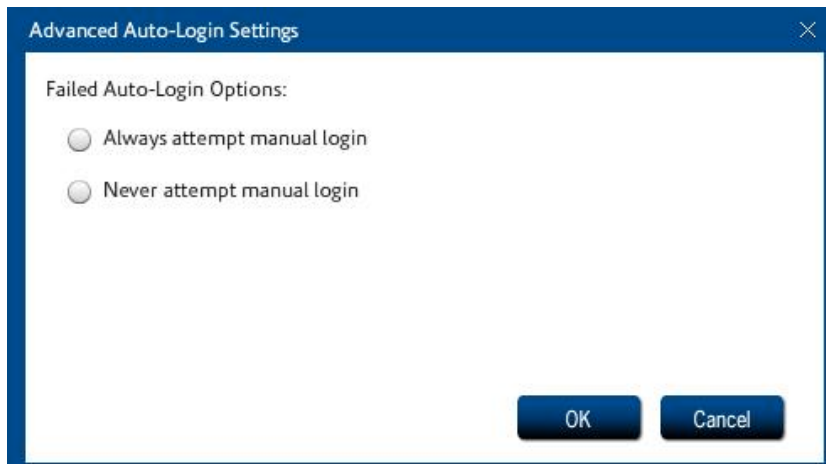 Advanced Auto-Login Settings
Failed Auto-Login Options:
Always attempt manual login
Never attempt manual login
OK Cancel